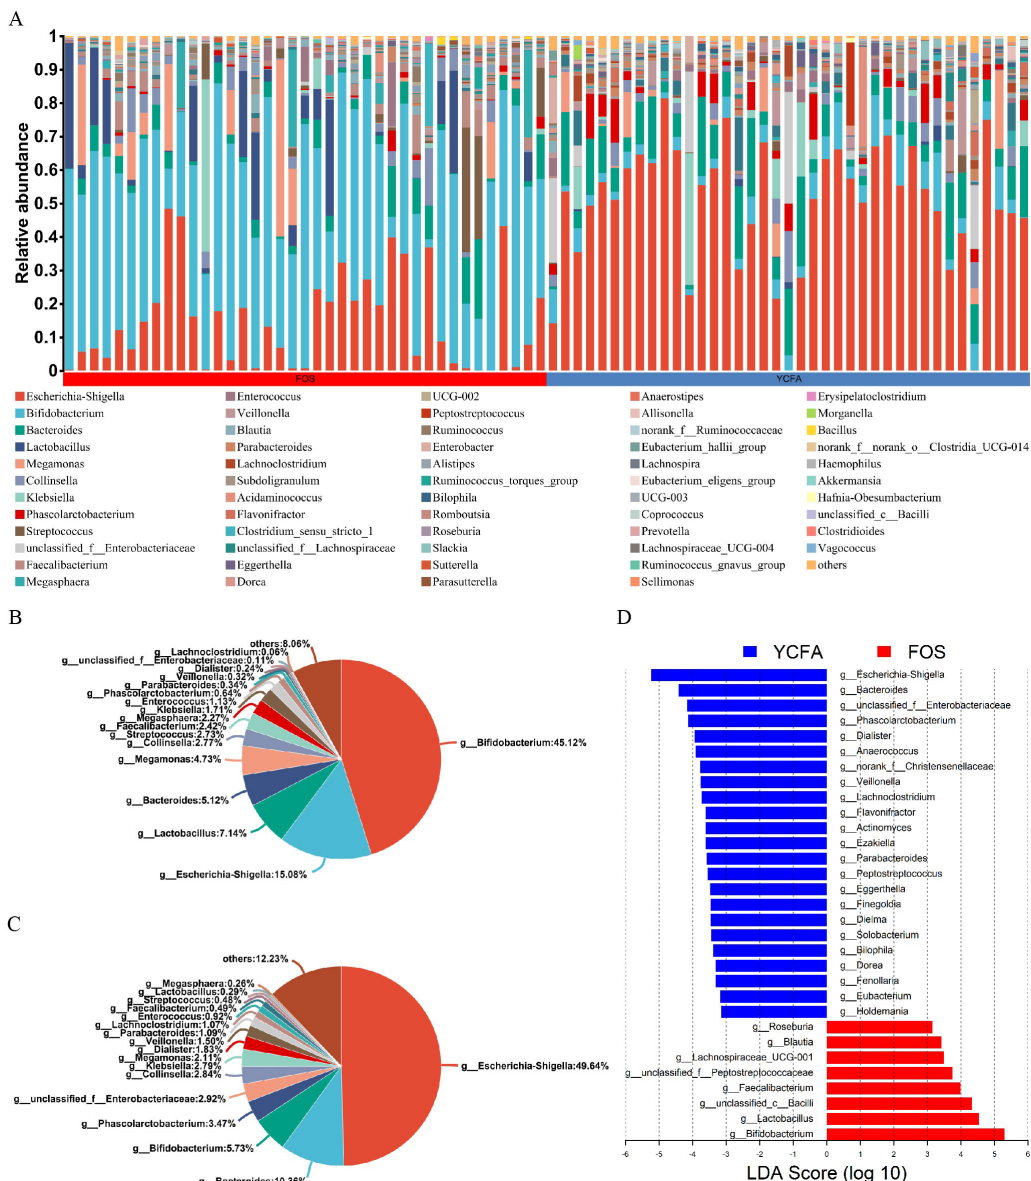 A
1
0.9
0.8
0.7
0.6
0.5
0.4
0.3
0.2
0.1
0
Relative abundance
FOS
YCFA
Escherichia-Shigella
Bifidobacterium
Bacteroides
Lactobacillus
Megamonas
Collinsella
Klebsiella
Phascolarctobacterium
Streptococcus
unclassified_f__Enterobacteriaceae
Faecalibacterium
Megasphaera
Enterococcus
Veillonella
Blautia
Parabacteroides
Lachnoclostridium
Subdoligranulum
Acidaminococcus
Flavonifractor
Clostridium_sensu_stricto_1
unclassified_f__Lachnospiraceae
Eggerthella
Dorca
UCG-002
Peptostreptococcus
Ruminococcus
Enterobacter
Alistipes
Ruminococcus_torques_group
Bilophila
Romboutsia
Roseburia
Slackia
Sutterella
Parasutterella
Anaerostipes
Allisonella
norank_f__Ruminococcaceae
Eubacterium_hallii_group
Lachnospira
Eubacterium_eligens_group
UCG-003
Coprococcus
Prevotella
Lachnospiraceae_UCG-004
Ruminococcus_gnavus_group
Sellimonas
Erysipelatoclostridium
Morganella
Bacillus
norank_f__norank_o__Clostridia_UCG-014
Haemophilus
Akkermansia
Hafnia-Obesumbacterium
unclassified_c__Bacilli
Clostridioides
Vagococcus
others
B
others:8.06%
g__Lachnoclostridium:0.06%
g__unclassified_f__Enterobacteriaceae:0.11%
g__Dialister:0.24%
g__Veillonella:0.32%
g__Parabacteroides:0.34%
g__Phascolarctobacterium:0.64%
g__Enterococcus:1.13%
g__Klebsiella:1.71%
g__Megasphaera:2.27%
g__Faecalibacterium:2.42%
g__Streptococcus:2.73%
g__Collinsella:2.77%
g__Megamonas:4.73%
g__Bacteroides:5.12%
g__Lactobacillus:7.14%
g__Escherichia-Shigella:15.08%
g__Bifidobacterium:45.12%
C
others:12.23%
g__Megasphaera:0.26%
g__Lactobacillus:0.29%
g__Streptococcus:0.48%
g__Faecalibacterium:0.49%
g__Enterococcus:0.92%
g__Lachnoclostridium:1.07%
g__Parabacteroides:1.09%
g__Veillonella:1.50%
g__Dialister:1.83%
g__Megamonas:2.11%
g__Klebsiella:2.79%
g__Collinsella:2.84%
g__unclassified_f__Enterobacteriaceae:2.92%
g__Phascolarctobacterium:3.47%
g__Bifidobacterium:5.73%
g__Bacteroides:10.36%
g__Escherichia-Shigella:49.64%
D
YCFA
FOS
g__Escherichia-Shigella
g__Bacteroides
g__unclassified_f__Enterobacteriaceae
g__Phascolarctobacterium
g__Dialister
g__Anaerococcus
g__norank_f__Christensenellaceae
g__Veillonella
g__Lachnoclostridium
g__Flavonifractor
g__Actinomyces
g__Ezakiella
g__Parabacteroides
g__Peptostreptococcus
g__Eggerthella
g__Finegoldia
g__Dielma
g__Solobacterium
g__Bilophila
g__Dorea
g__Fenollaria
g__Eubacterium
g__Holdemania
g__Roseburia
g__Blautia
g__Lachnospiraceae_UCG-001
g__unclassified_f__Peptostreptococcaceae
g__Faecalibacterium
g__unclassified_c__Bacilli
g__Lactobacillus
g__Bifidobacterium
-6 -5 -4 -3 -2 -1 0 1 2 3 4 5 6
LDA Score (log 10)